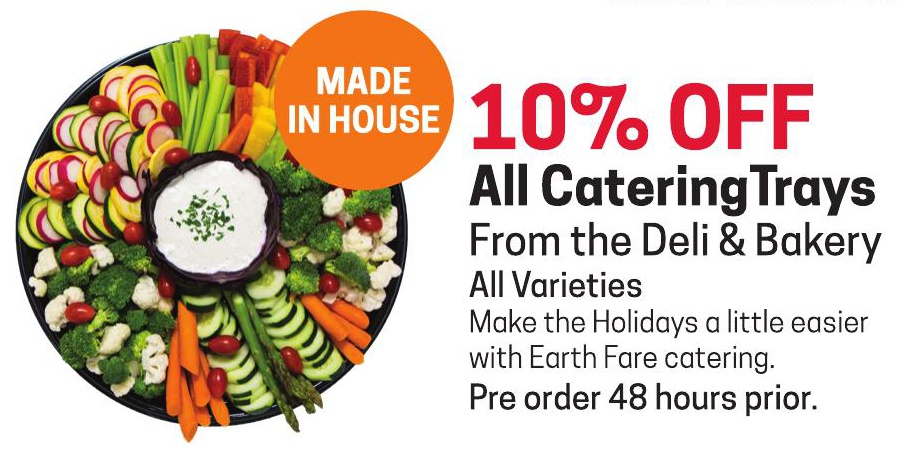 MADE
IN HOUSE
10% OFF
All Catering Trays
From the Deli & Bakery
All Varieties
Make the Holidays a little easier
with Earth Fare catering.
Pre order 48 hours prior.